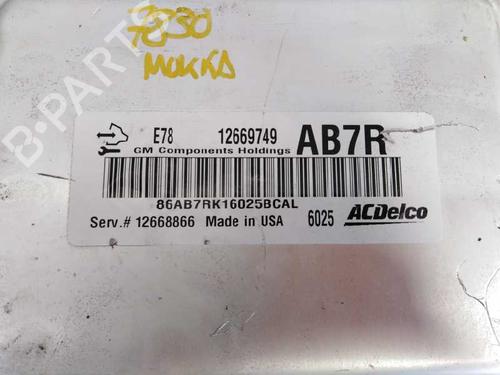 7830
MOKKA
B-PARTS
E78 12669749 AB7R
GM Components Holdings
86AB7RK16025BCAL
Serv.# 12668866 Made in USA 6025 ACDelco